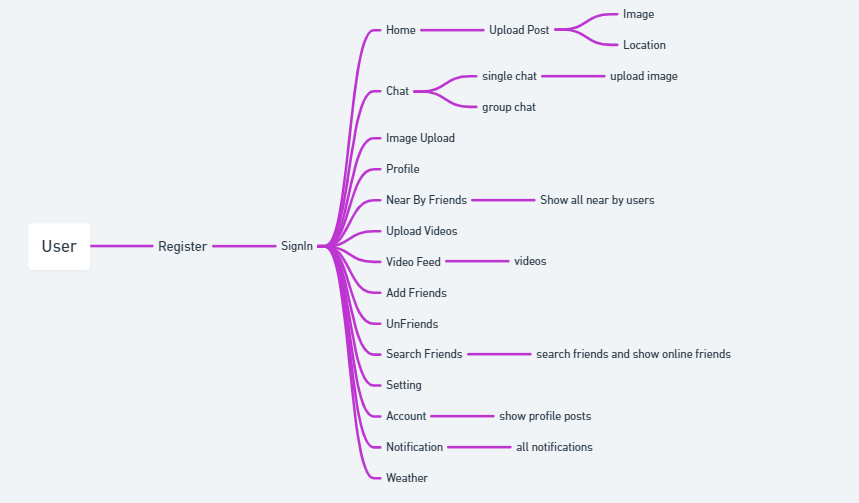 User
Register
SignIn
Home
Upload Post
Image
Location
Chat
single chat
upload image
group chat
Image Upload
Profile
Near By Friends
Show all near by users
Upload Videos
Video Feed
videos
Add Friends
UnFriends
Search Friends
search friends and show online friends
Setting
Account
show profile posts
Notification
all notifications
Weather